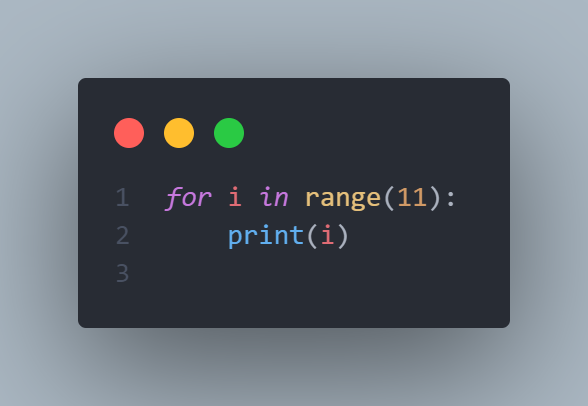 1 for i in range(11):
2     print(i)
3